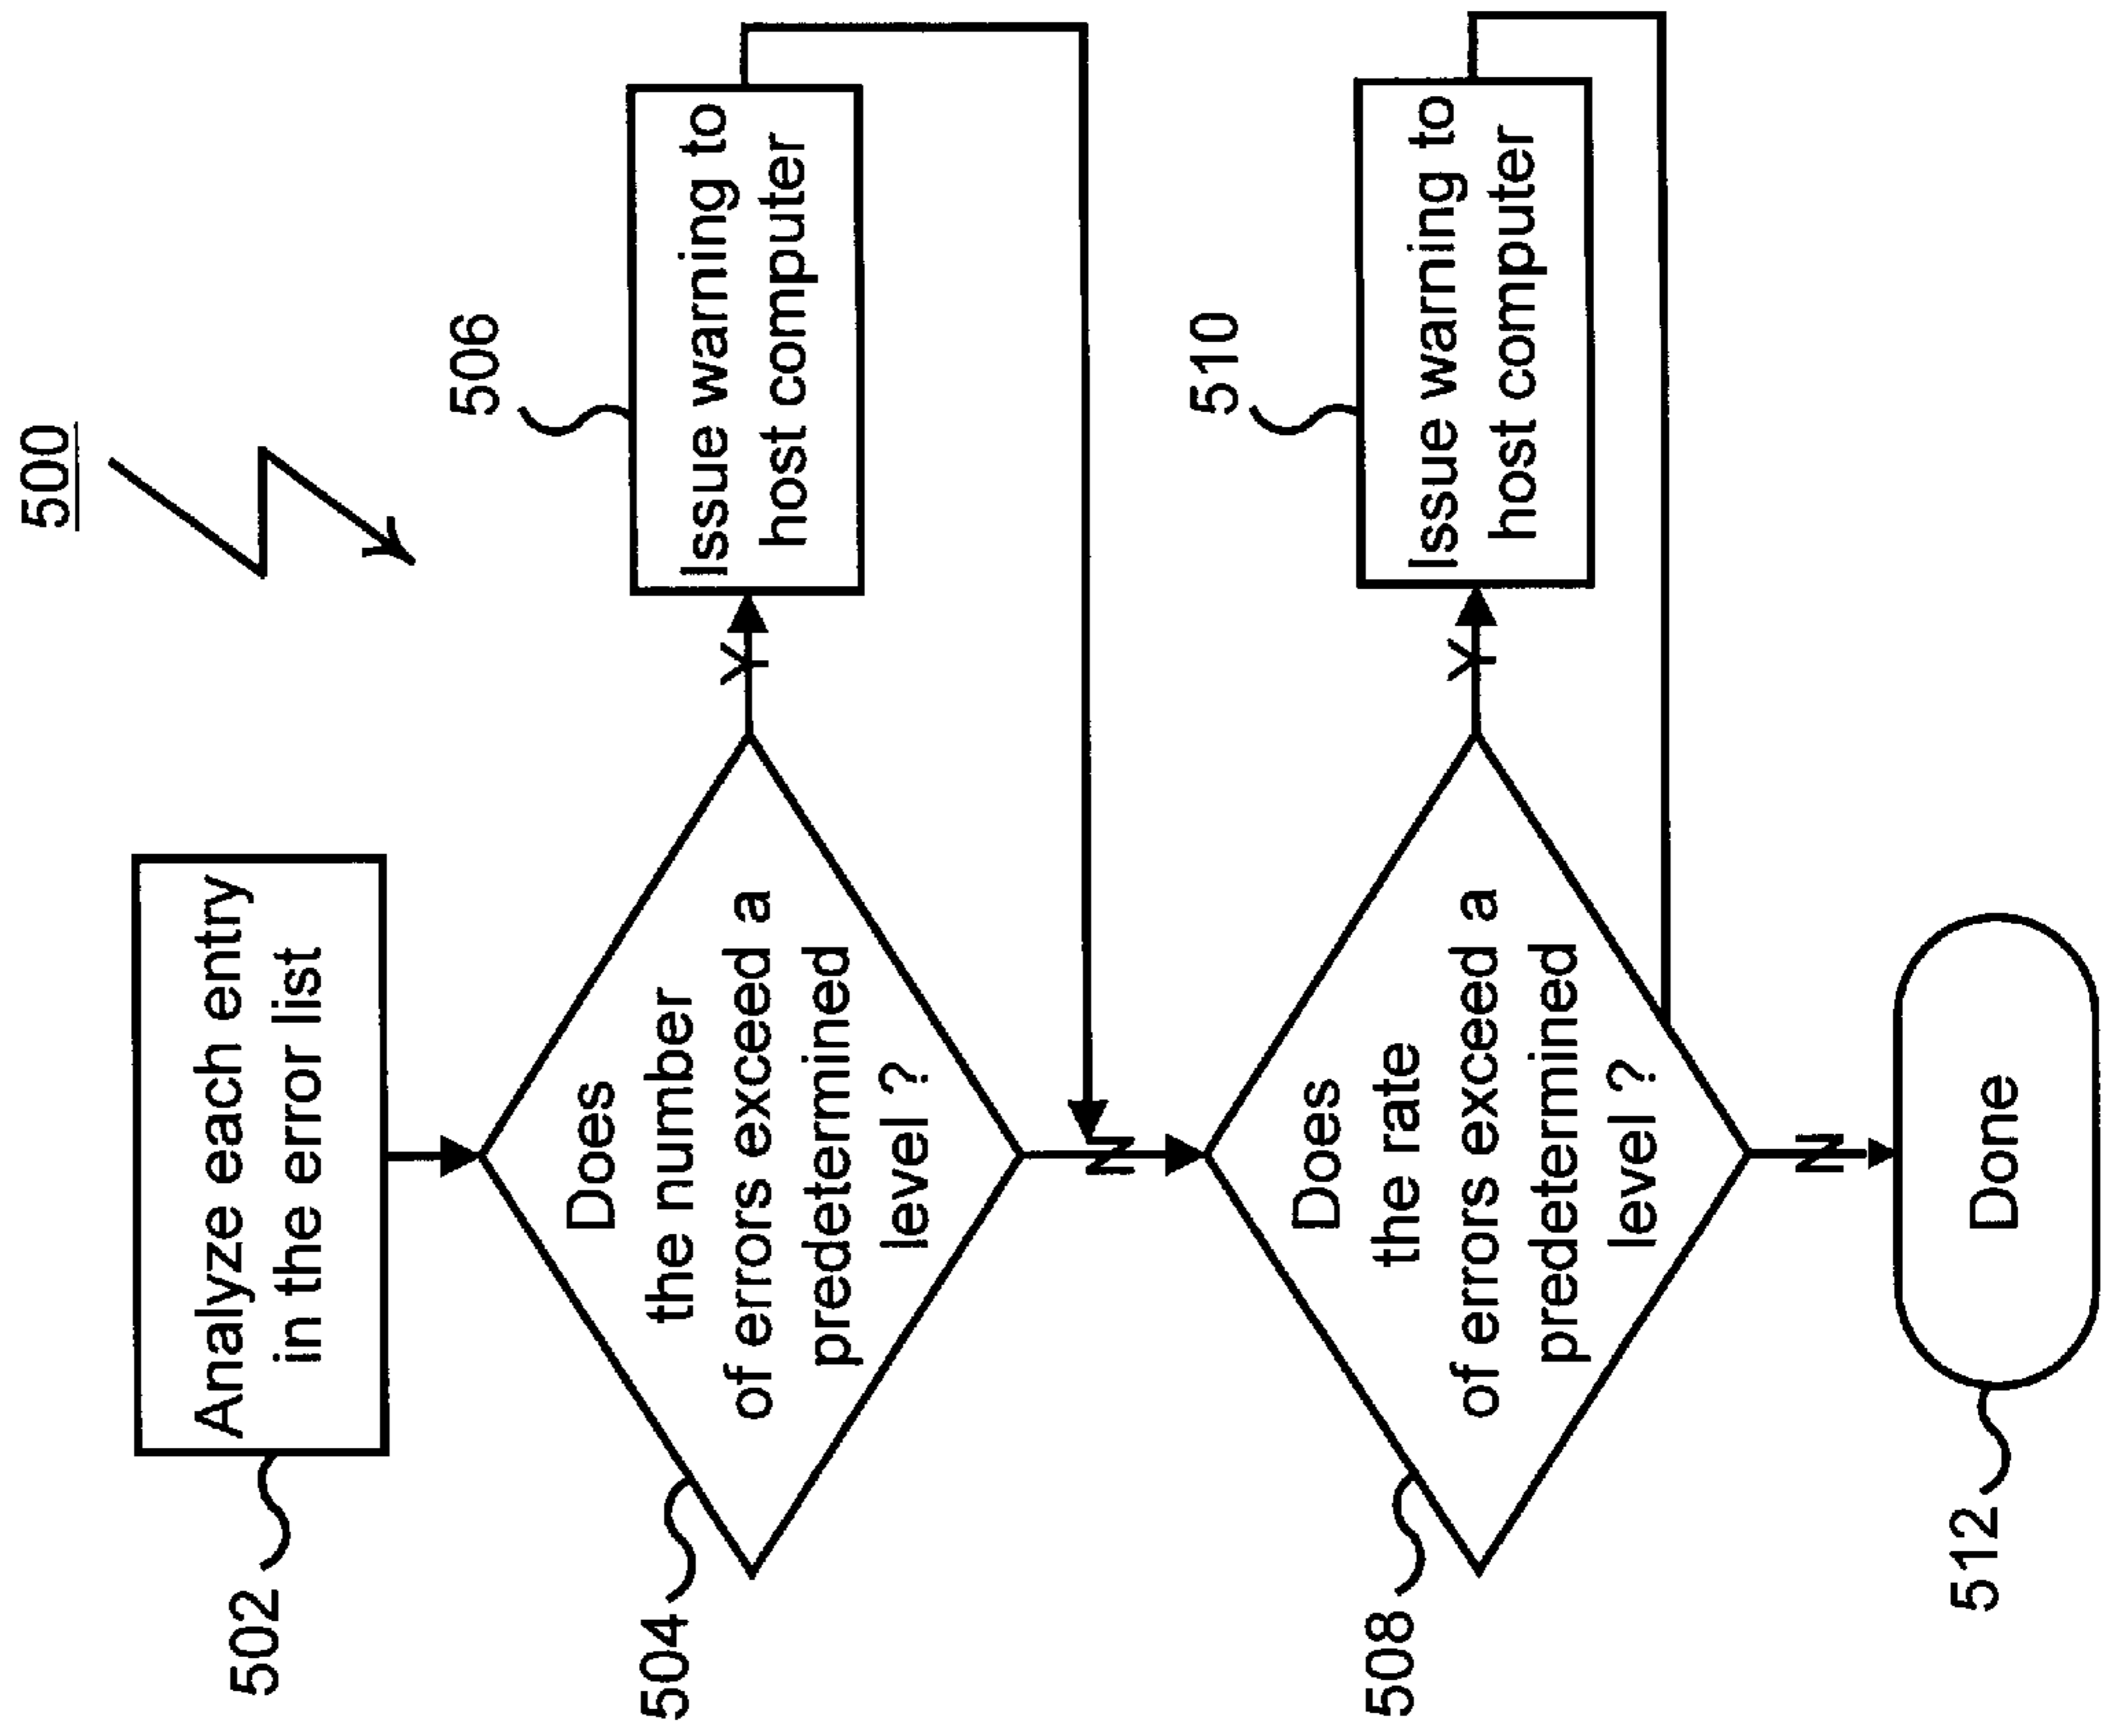 500
502
Analyze each entry
in the error list
504
Does
the number
of errors exceed a
predetermined
level ?
Y
506
Issue warning to
host computer
N
508
Does
the rate
of errors exceed a
predetermined
level ?
Y
510
Issue warning to
host computer
N
512
Done